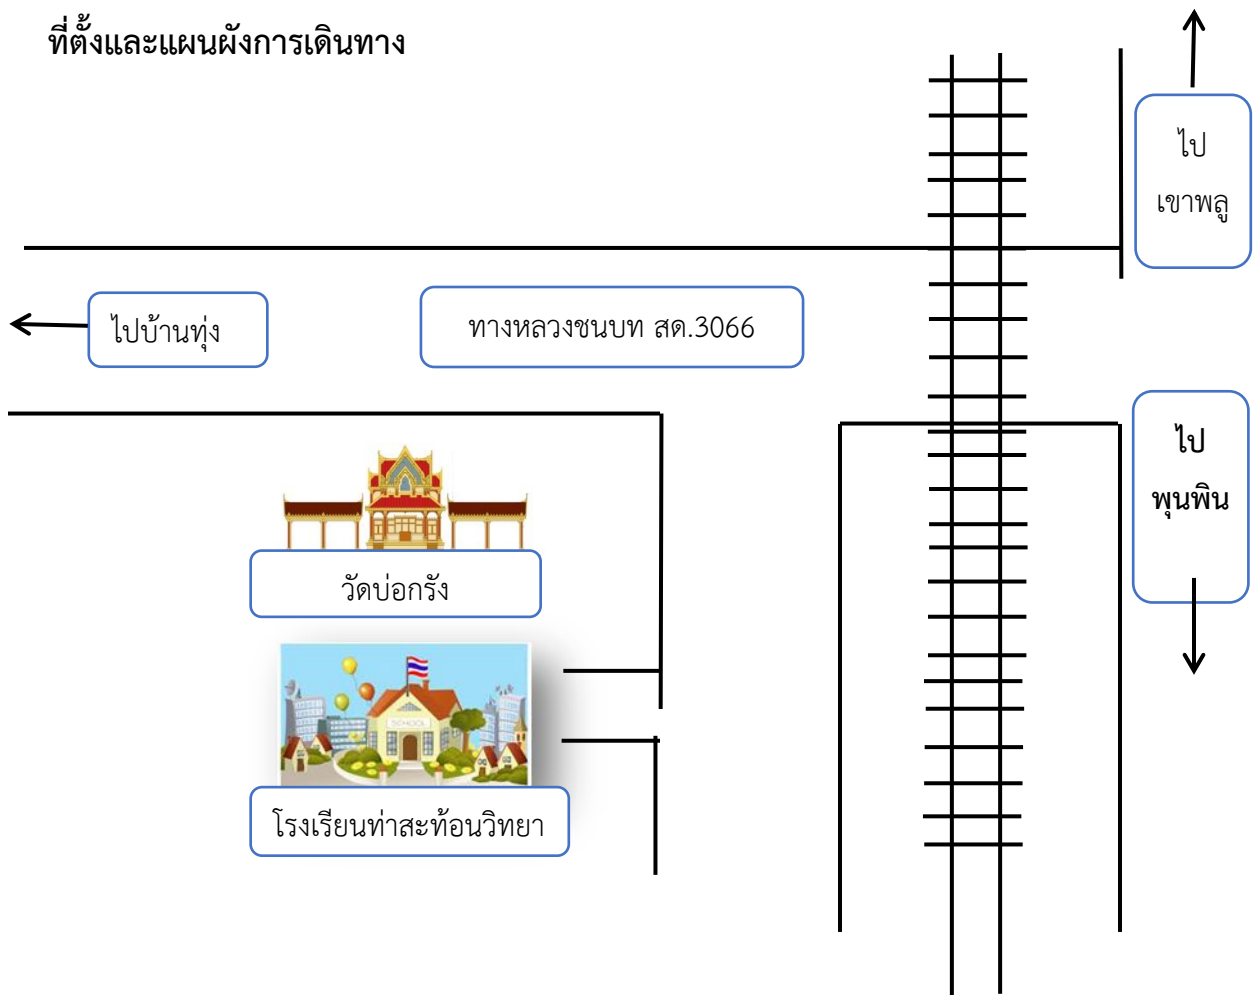 ที่ตั้งและแผนผังการเดินทาง
ไป
เขาพลู
ไปบ้านทุ่ง
ทางหลวงชนบท สด.3066
ไป
พุนพิน
วัดบ่อกรัง
SCHOOL
โรงเรียนท่าสะท้อนวิทยา